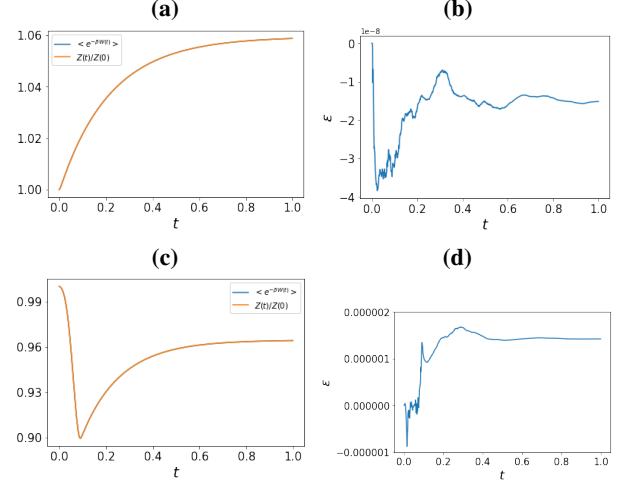 (a)
1.06
1.04
1.02
1.00
< e^{-βW(t)} >
Z(t)/Z(0)
0.0 0.2 0.4 0.6 0.8 1.0
t
(b)
1e−8
0
−1
−2
−3
−4
ε
0.0 0.2 0.4 0.6 0.8 1.0
t
(c)
0.99
0.96
0.93
0.90
< e^{-βW(t)} >
Z(t)/Z(0)
0.0 0.2 0.4 0.6 0.8 1.0
t
(d)
0.000002
0.000001
0.000000
−0.000001
ε
0.0 0.2 0.4 0.6 0.8 1.0
t